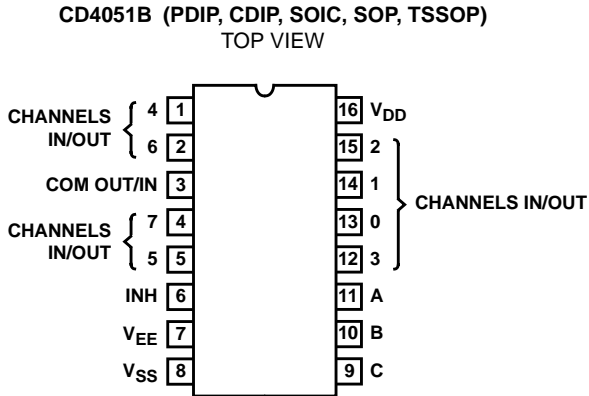 CD4051B (PDIP, CDIP, SOIC, SOP, TSSOP)
TOP VIEW
CHANNELS IN/OUT
4 1
6 2
COM OUT/IN 3
CHANNELS IN/OUT
7 4
5 5
INH 6
VEE 7
VSS 8
16 VDD
15 2
14 1
13 0
12 3
CHANNELS IN/OUT
11 A
10 B
9 C